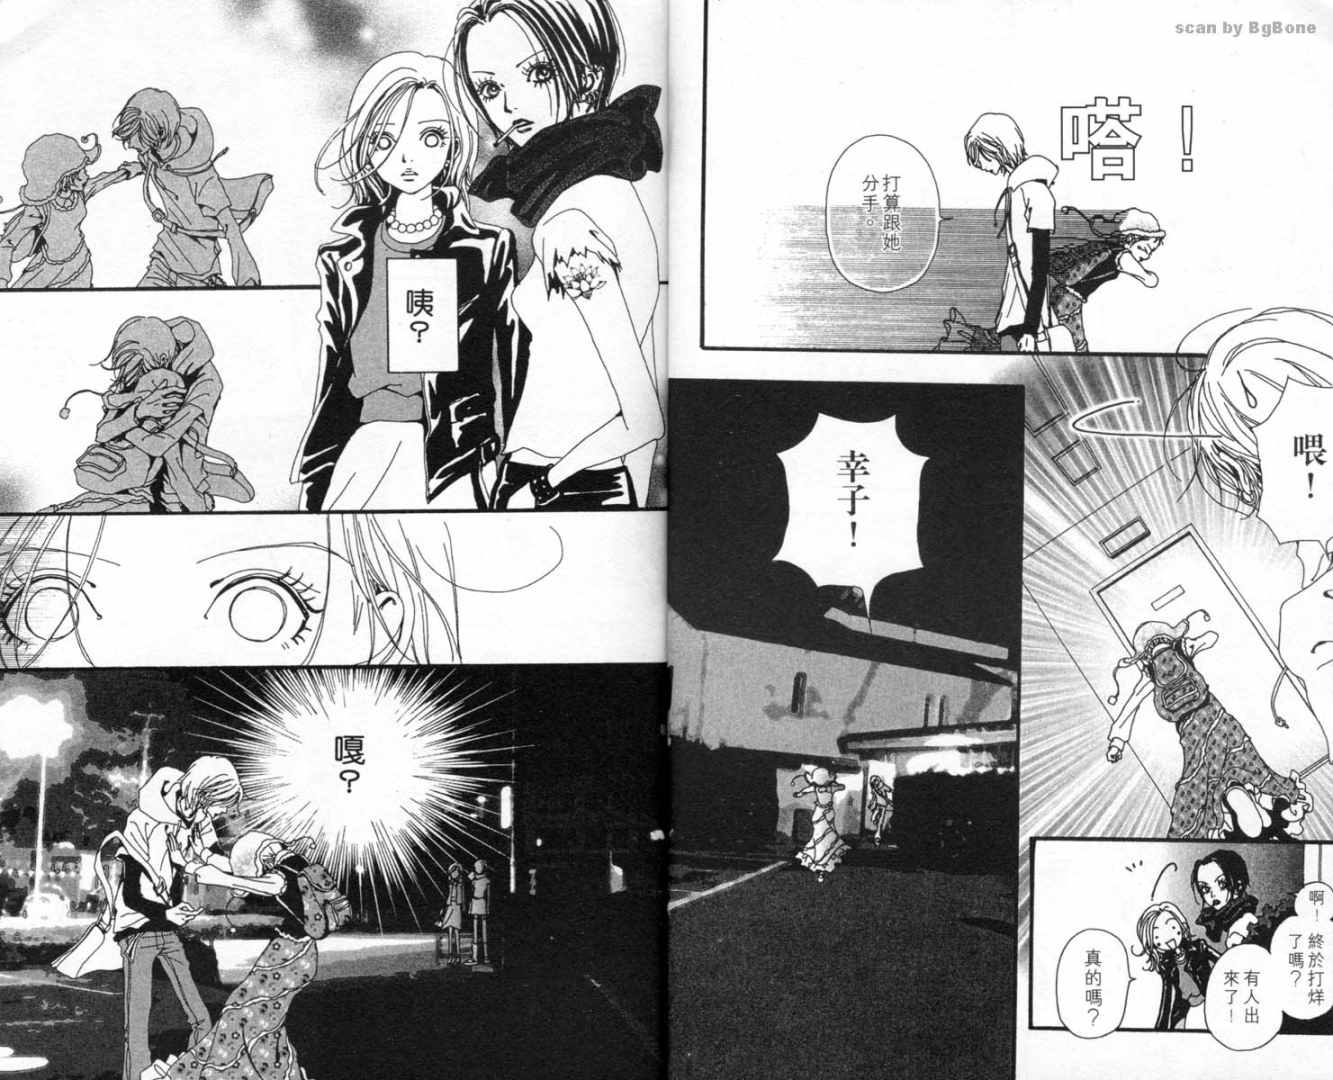 scan by BgBone
嗒！
打算跟她
分手。
喂！
幸子！
啊！終於打烊
了嗎？
有人出
來了！
真的嗎？
咦？
嘎？